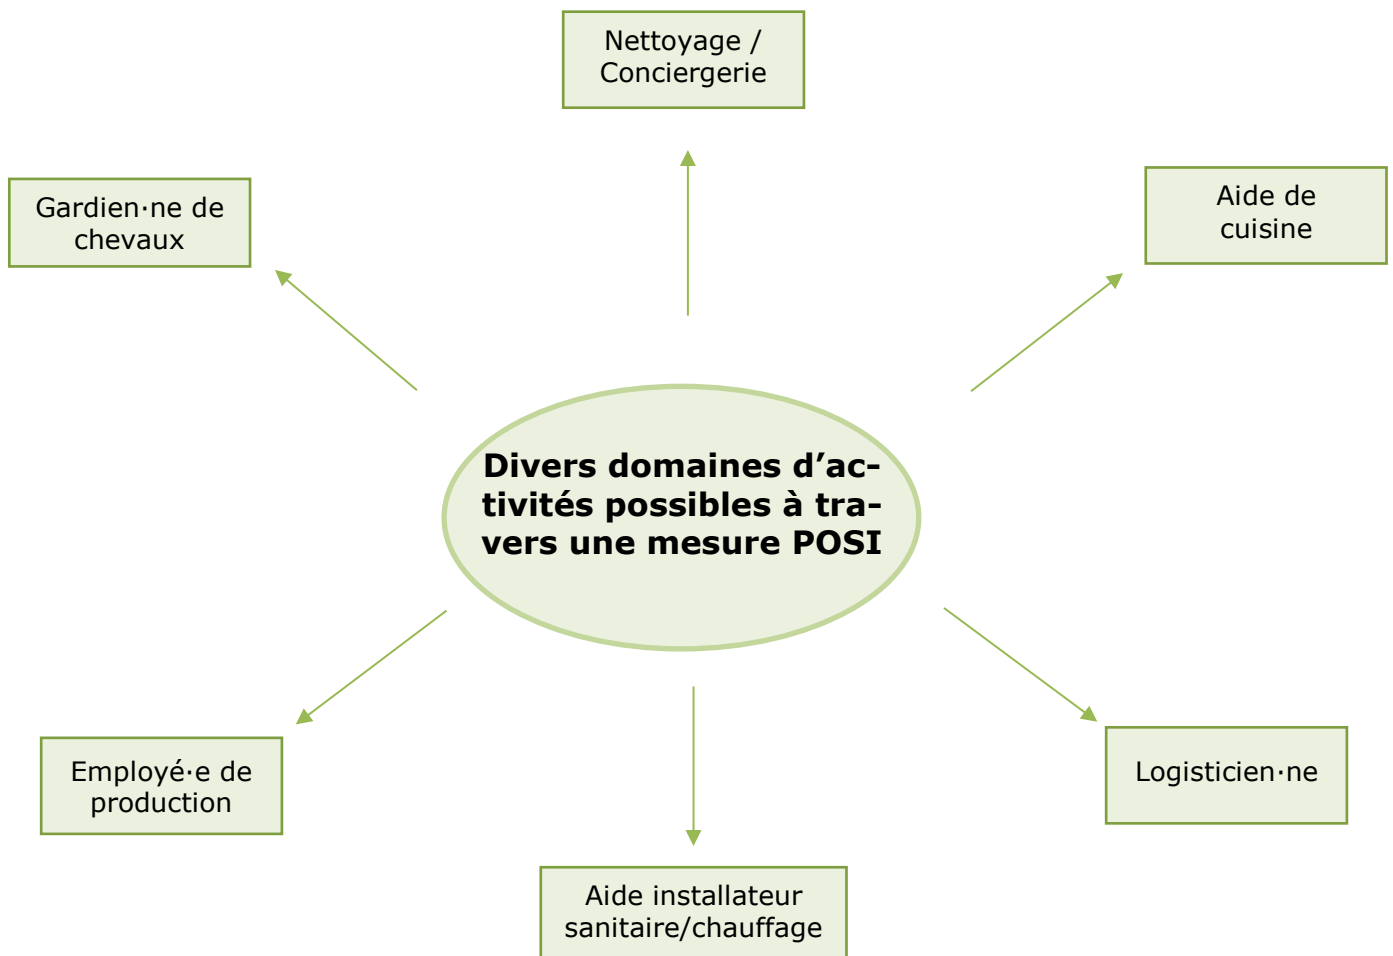 Nettoyage /
Conciergerie
Gardien·ne de
chevaux
Aide de
cuisine
Divers domaines d’ac-
tivités possibles à tra-
vers une mesure POSI
Employé·e de
production
Logisticien·ne
Aide installateur
sanitaire/chauffage